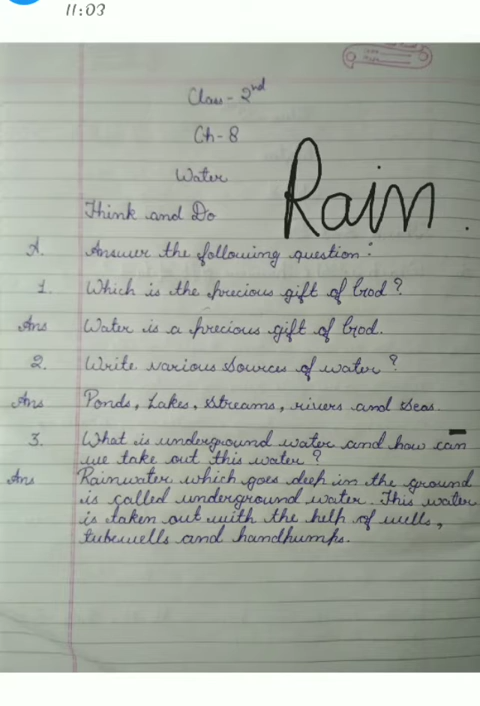 11:03
Class - 2nd
Ch - 8
Water
Rain.
Think and Do
A. Answer the following question:
1. Which is the precious gift of God?
Ans Water is a precious gift of God.
2. Write various sources of water?
Ans Ponds, Lakes, streams, rivers and seas.
3. What is underground water and how can
we take out this water?
Ans Rainwater which goes deep in the ground
is called underground water. This water
is taken out with the help of wells,
tubewells and handpumps.